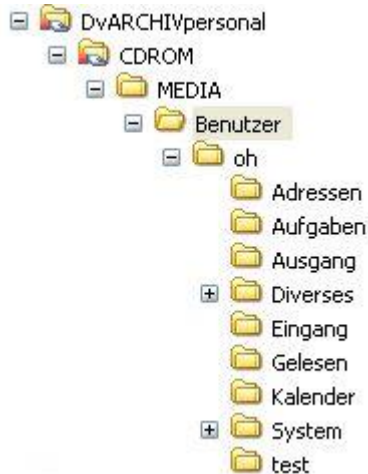 DvARCHIVpersonal
CDROM
MEDIA
Benutzer
oh
Adressen
Aufgaben
Ausgang
Diverses
Eingang
Gelesen
Kalender
System
test